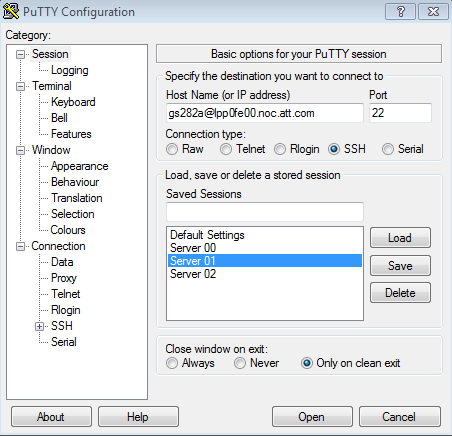 PuTTY Configuration
Category:
Session
Logging
Terminal
Keyboard
Bell
Features
Window
Appearance
Behaviour
Translation
Selection
Colours
Connection
Data
Proxy
Telnet
Rlogin
SSH
Serial
Basic options for your PuTTY session
Specify the destination you want to connect to
Host Name (or IP address) Port
gs282a@lpp0fe00.noc.att.com 22
Connection type:
Raw Telnet Rlogin SSH Serial
Load, save or delete a stored session
Saved Sessions
Default Settings
Server 00
Server 01
Server 02
Load
Save
Delete
Close window on exit:
Always Never Only on clean exit
About Help Open Cancel